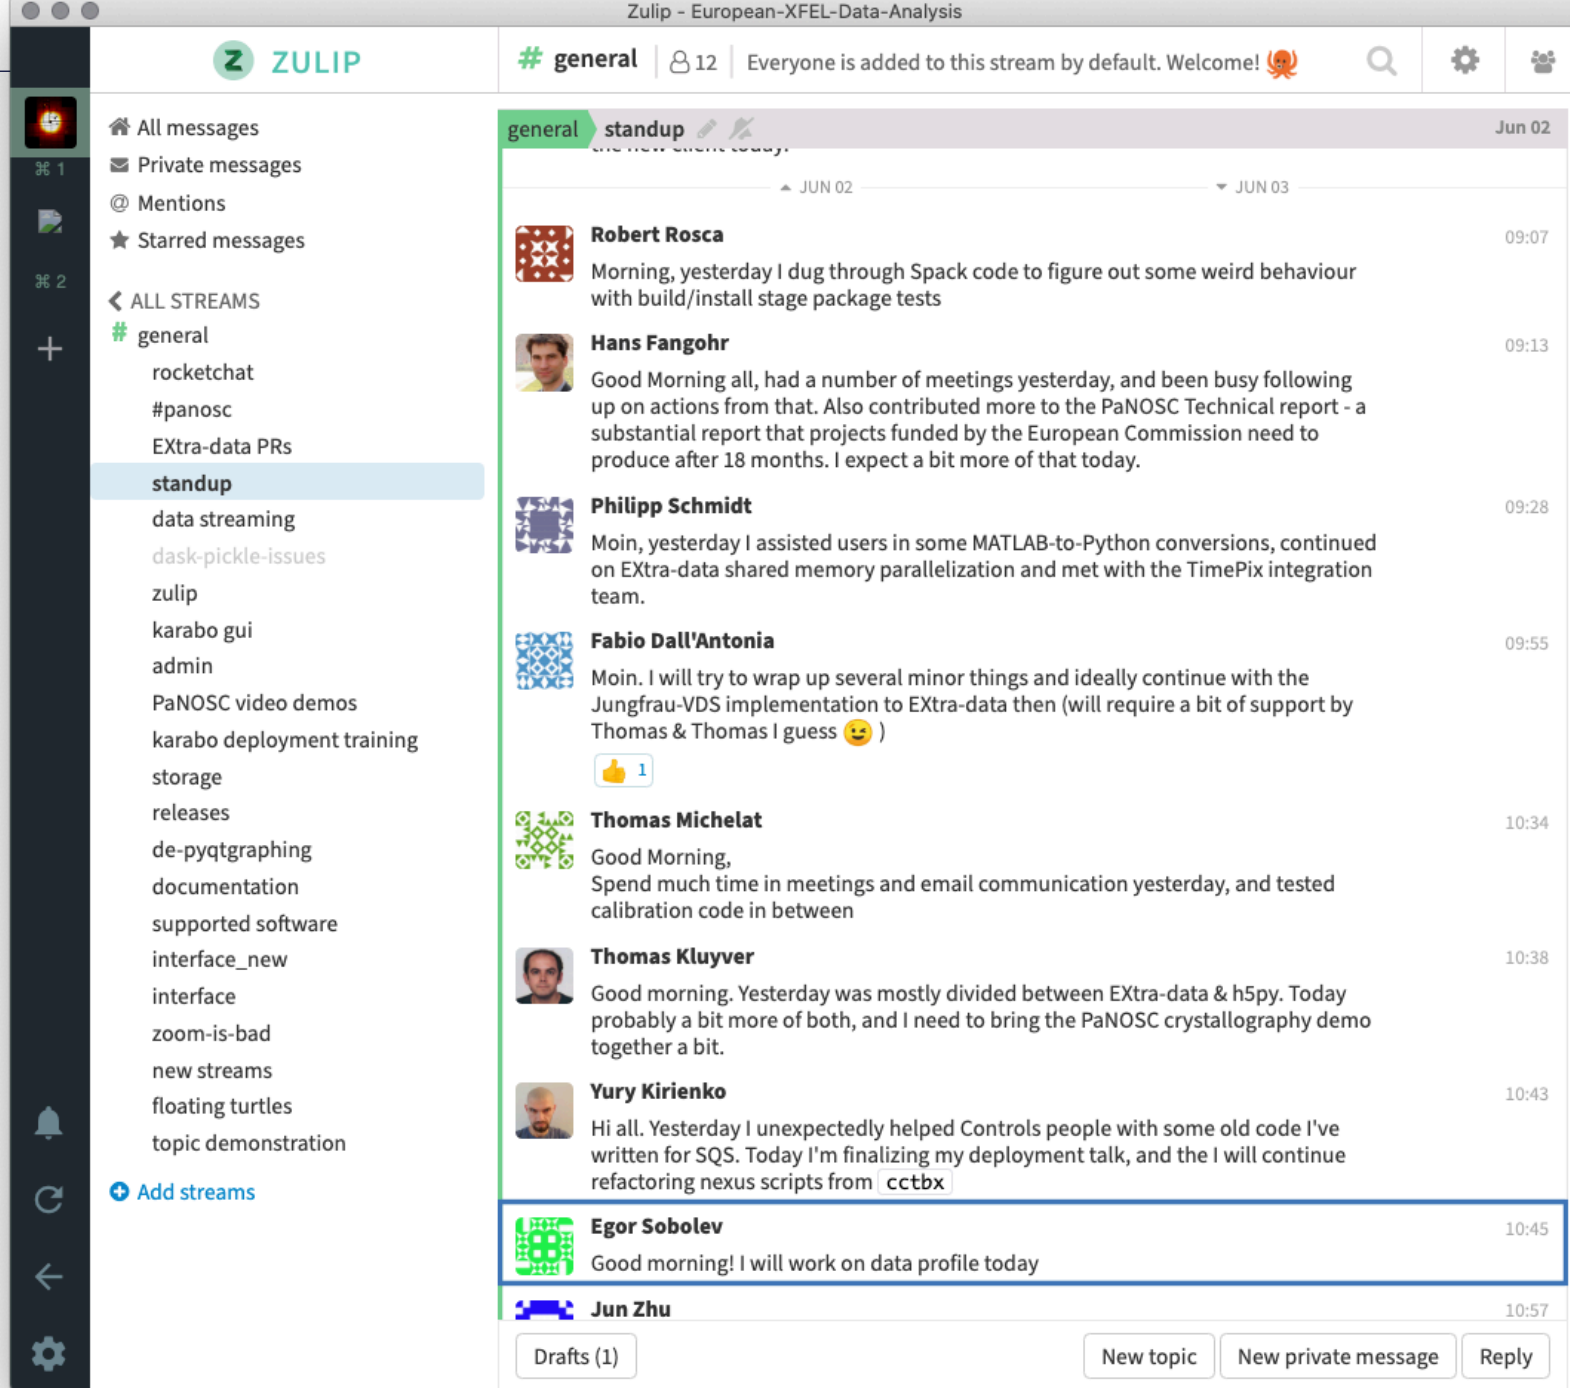 Zulip - European-XFEL-Data-Analysis
ZULIP
# general
12
Everyone is added to this stream by default. Welcome!
⌘ 1
⌘ 2
All messages
Private messages
@ Mentions
Starred messages
ALL STREAMS
# general
rocketchat
#panosc
EXtra-data PRs
standup
data streaming
dask-pickle-issues
zulip
karabo gui
admin
PaNOSC video demos
karabo deployment training
storage
releases
de-pyqtgraphing
documentation
supported software
interface_new
interface
zoom-is-bad
new streams
floating turtles
topic demonstration
Add streams
general standup Jun 02
the new client today.
JUN 02 JUN 03
Robert Rosca 09:07
Morning, yesterday I dug through Spack code to figure out some weird behaviour
with build/install stage package tests
Hans Fangohr 09:13
Good Morning all, had a number of meetings yesterday, and been busy following
up on actions from that. Also contributed more to the PaNOSC Technical report - a
substantial report that projects funded by the European Commission need to
produce after 18 months. I expect a bit more of that today.
Philipp Schmidt 09:28
Moin, yesterday I assisted users in some MATLAB-to-Python conversions, continued
on EXtra-data shared memory parallelization and met with the TimePix integration
team.
Fabio Dall'Antonia 09:55
Moin. I will try to wrap up several minor things and ideally continue with the
Jungfrau-VDS implementation to EXtra-data then (will require a bit of support by
Thomas & Thomas I guess 😉 )
👍 1
Thomas Michelat 10:34
Good Morning,
Spend much time in meetings and email communication yesterday, and tested
calibration code in between
Thomas Kluyver 10:38
Good morning. Yesterday was mostly divided between EXtra-data & h5py. Today
probably a bit more of both, and I need to bring the PaNOSC crystallography demo
together a bit.
Yury Kirienko 10:43
Hi all. Yesterday I unexpectedly helped Controls people with some old code I've
written for SQS. Today I'm finalizing my deployment talk, and the I will continue
refactoring nexus scripts from cctbx
Egor Sobolev 10:45
Good morning! I will work on data profile today
Jun Zhu 10:57
Drafts (1)
New topic
New private message
Reply